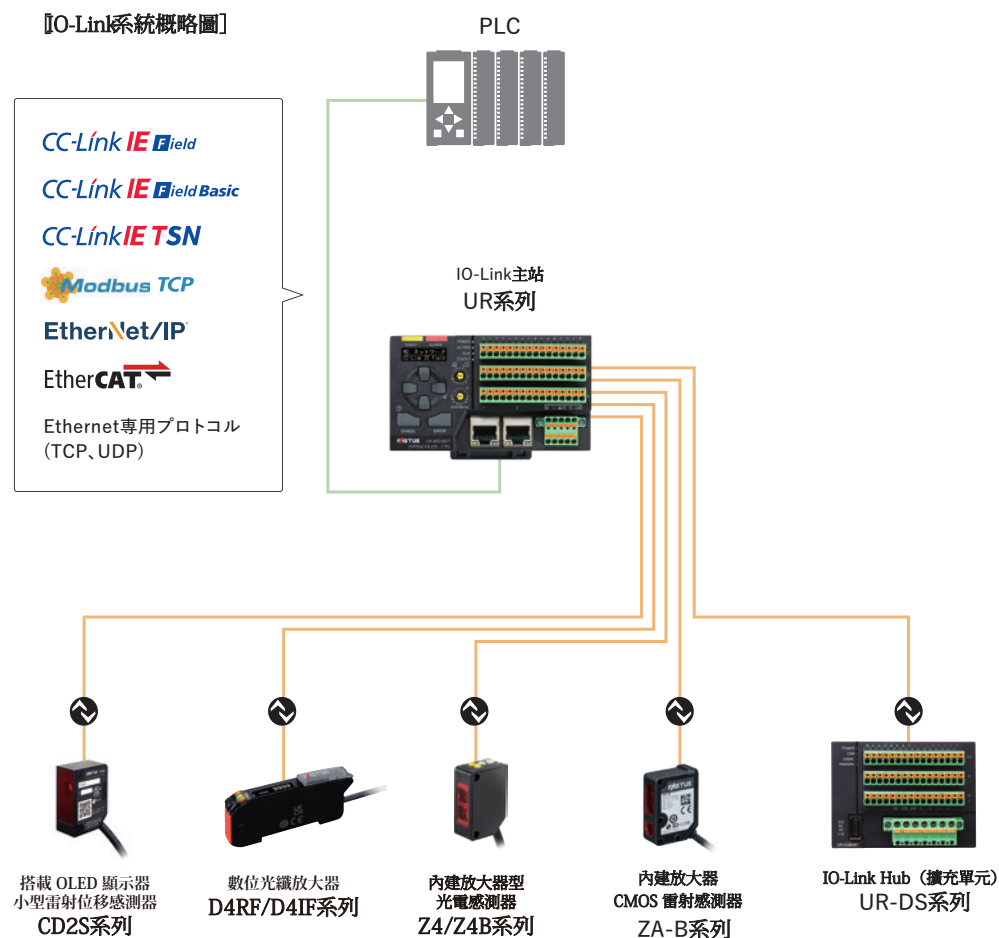 [IO-Link系統概略圖]
PLC
CC-Link IE Field
CC-Link IE Field Basic
CC-Link IE TSN
Modbus TCP
EtherNet/IP
EtherCAT®
Ethernet専用プロトコル
(TCP、UDP)
IO-Link主站
UR系列
CANCEL
ENTER
搭載 OLED 顯示器
小型雷射位移感測器
CD2S系列
數位光纖放大器
D4RF/D4IF系列
內建放大器型
光電感測器
Z4/Z4B系列
內建放大器
CMOS 雷射感測器
ZA-B系列
IO-Link Hub（擴充單元）
UR-DS系列